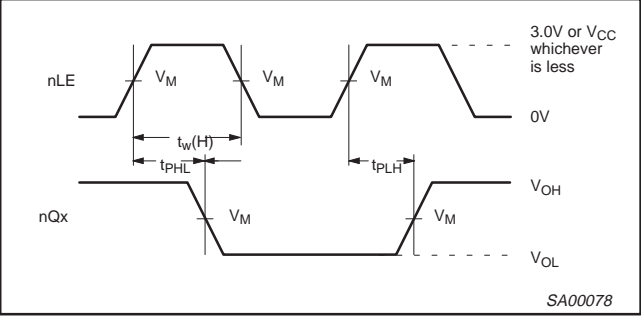 3.0V or VCC
whichever
is less
nLE
VM
VM
VM
0V
tw(H)
tPHL
tPLH
VOH
nQx
VM
VM
VOL
SA00078